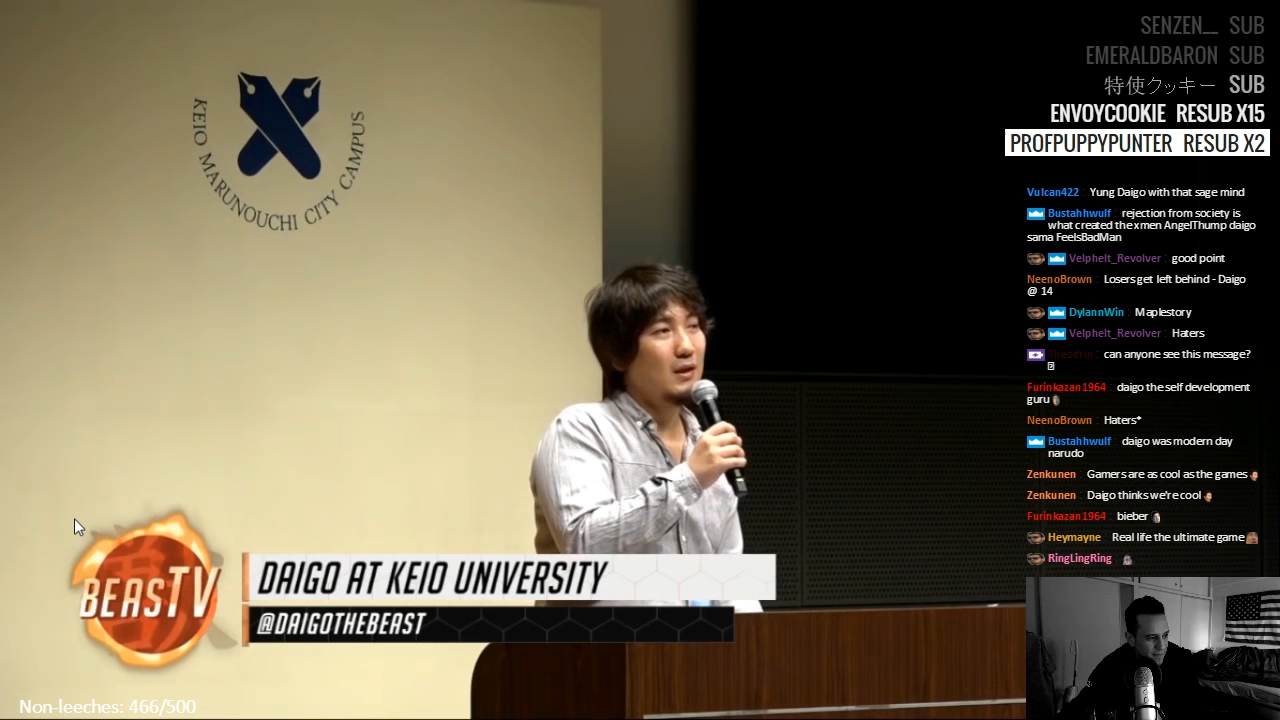 KEIO MARUNOUCHI CITY CAMPUS
SENZEN__ SUB
EMERALDBARON SUB
特使クッキー SUB
ENVOYCOOKIE RESUB X15
PROFPUPPYPUNTER RESUB X2
Vulcan422: Yung Daigo with that sage mind
Bustahhwulf: rejection from society is
what created the xmen AngelThump daigo
sama FeelsBadMan
Velphelt_Revolver: good point
NeenoBrown: Losers get left behind - Daigo
@ 14
DylannWin: Maplestory
Velphelt_Revolver: Haters
Theodrin: can anyone see this message?
Furinkazan1964: daigo the self development
guru
NeenoBrown: Haters*
Bustahhwulf: daigo was modern day
narudo
Zenkunen: Gamers are as cool as the games
Zenkunen: Daigo thinks we're cool
Furinkazan1964: bieber
Heymayne: Real life the ultimate game
RingLingRing:
BEASTV
DAIGO AT KEIO UNIVERSITY
@DAIGOTHEBEAST
Non-leeches: 466/500